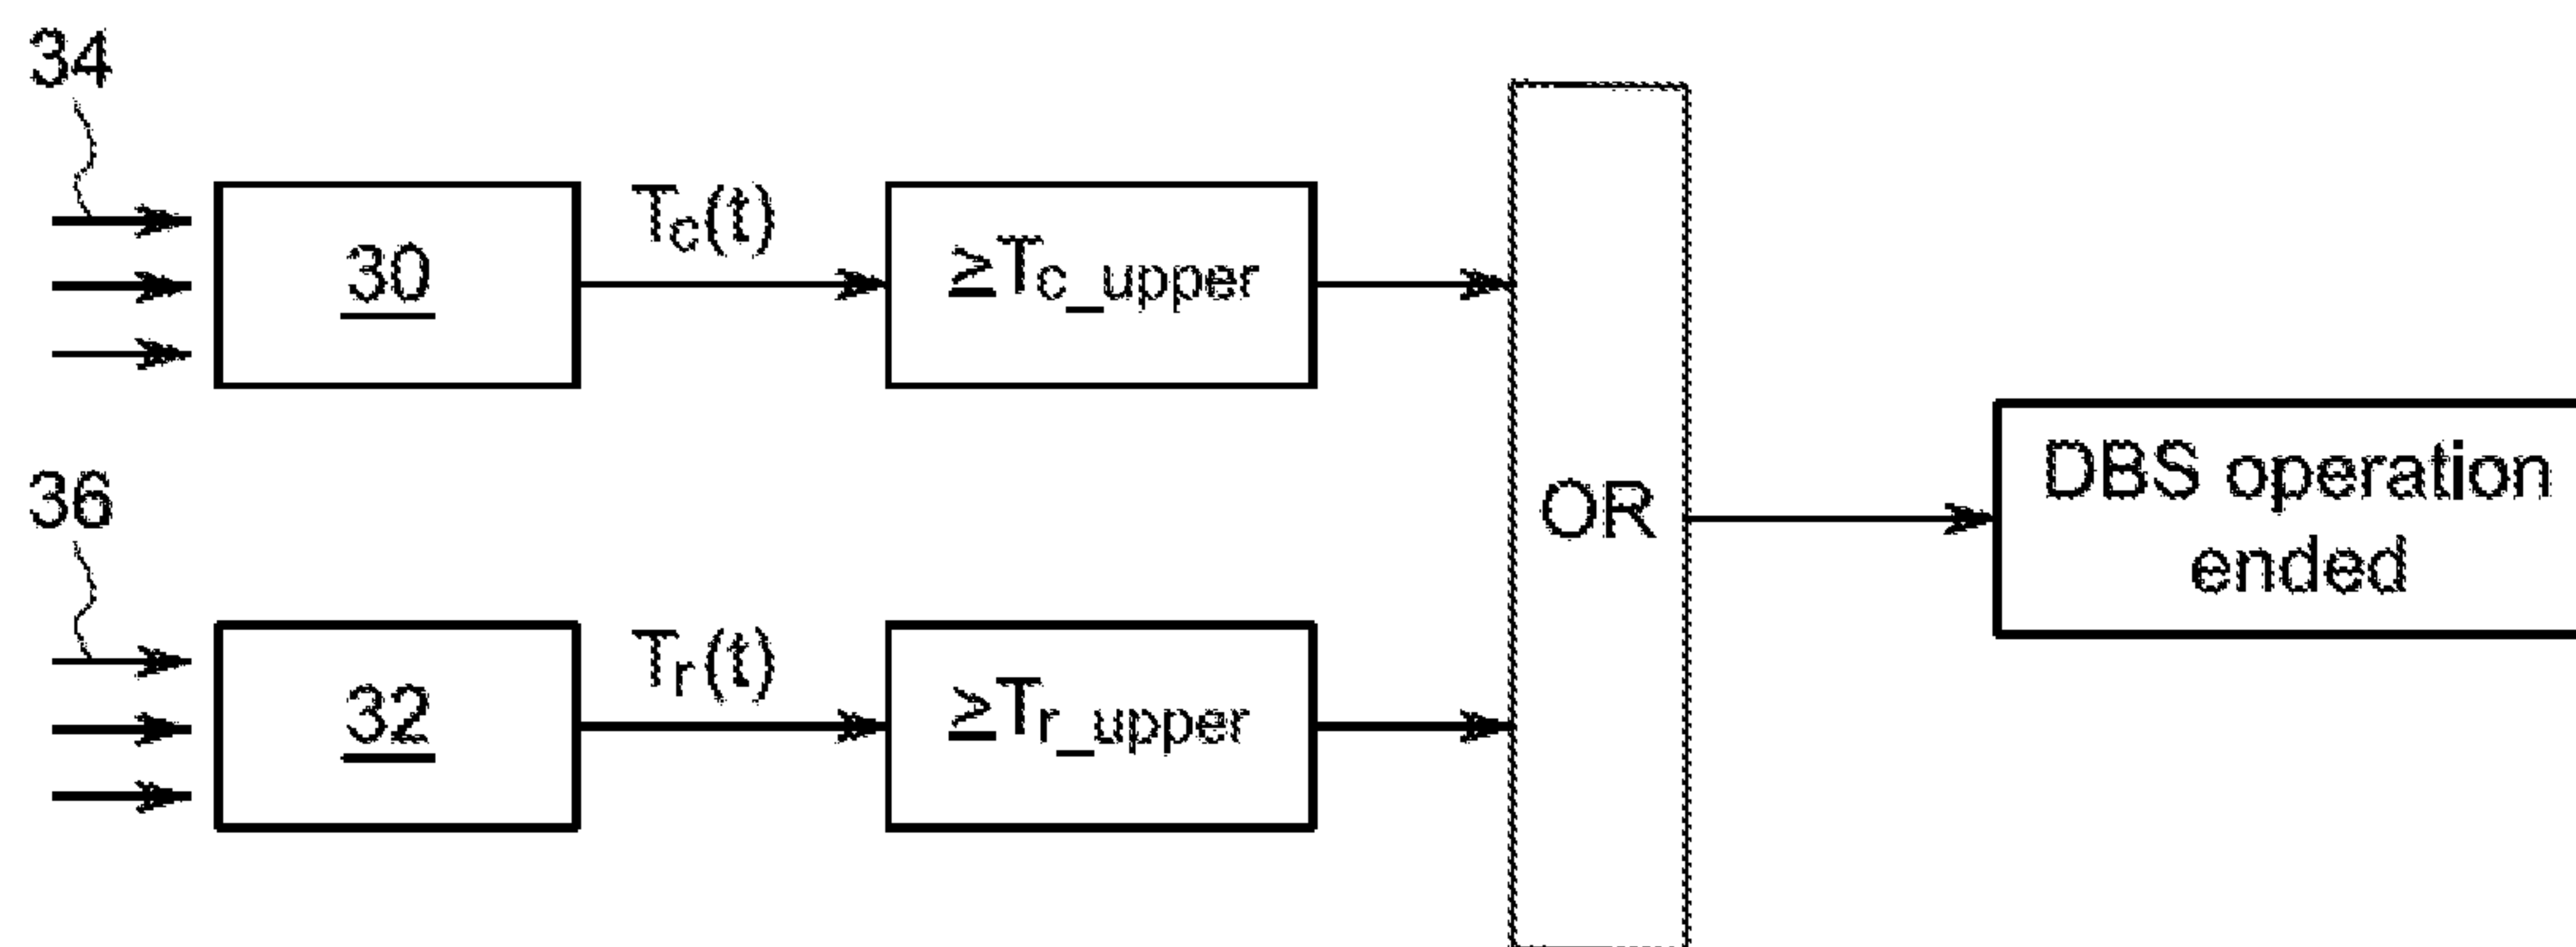 34
30
Tc(t)
≥Tc_upper
36
32
Tr(t)
≥Tr_upper
OR
DBS operation
ended